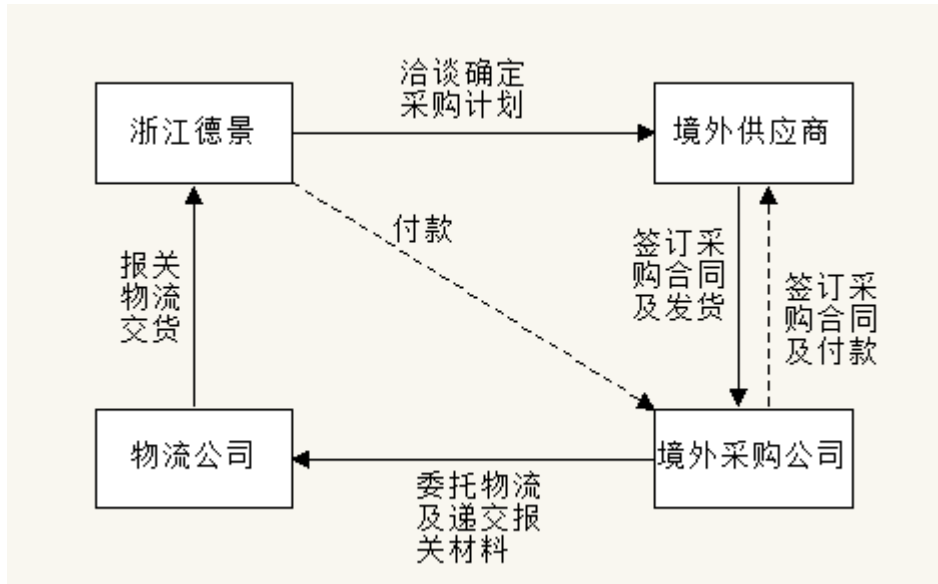 洽谈确定
采购计划
浙江德景
境外供应商
付款
签订采
购合同
及发货
签订采
购合同
及付款
报关
物流
交货
物流公司
境外采购公司
委托物流
及递交报
关材料